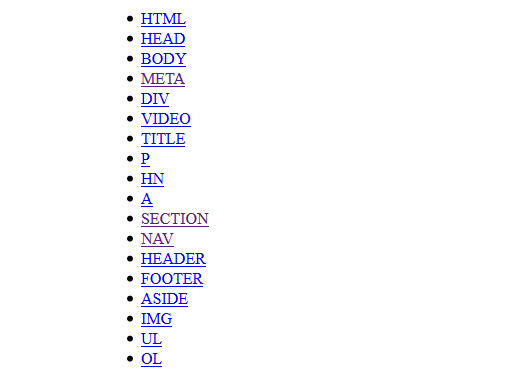 HTML
HEAD
BODY
META
DIV
VIDEO
TITLE
P
HN
A
SECTION
NAV
HEADER
FOOTER
ASIDE
IMG
UL
OL